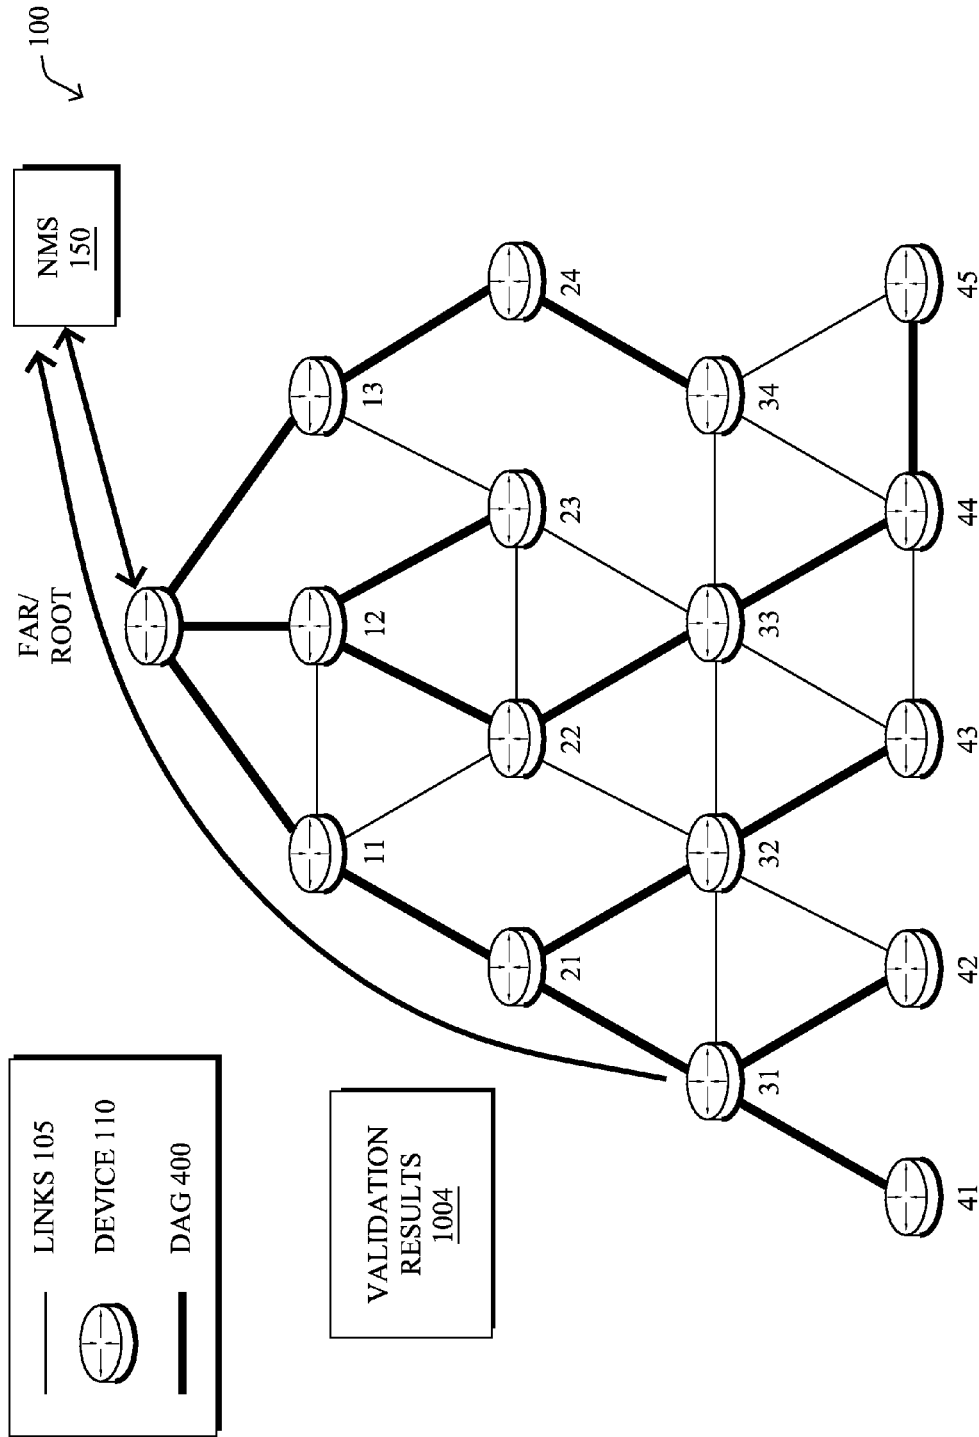 LINKS 105
DEVICE 110
DAG 400
VALIDATION
RESULTS
1004
FAR/
ROOT
NMS
150
100
11
12
13
21
22
23
24
31
32
33
34
41
42
43
44
45